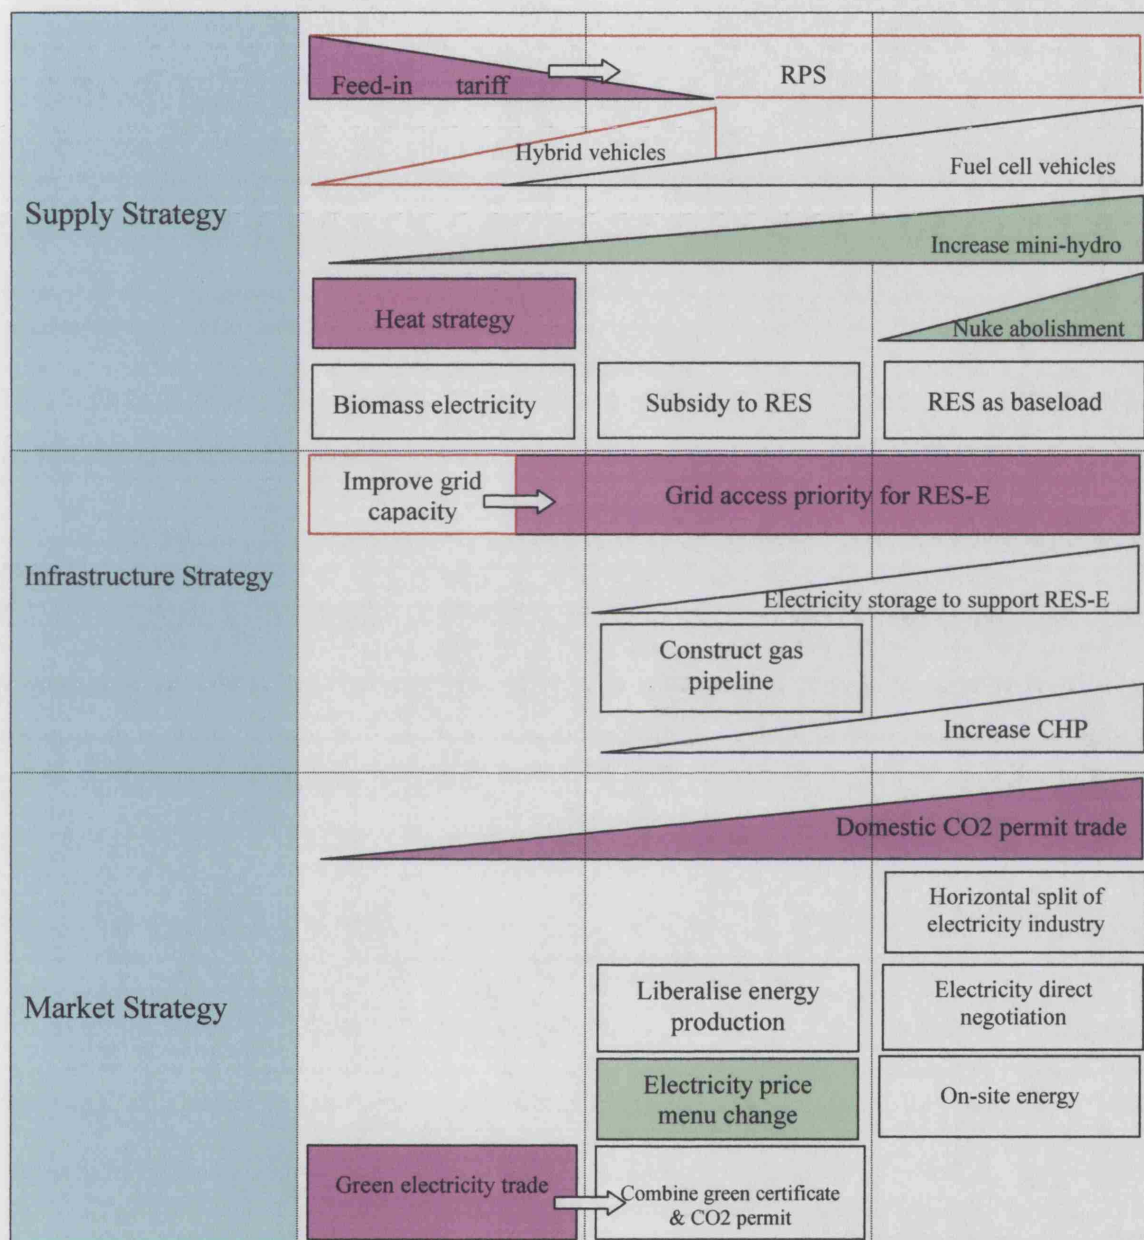 Feed-in tariff
RPS
Hybrid vehicles
Fuel cell vehicles
Supply Strategy
Increase mini-hydro
Heat strategy
Nuke abolishment
Biomass electricity
Subsidy to RES
RES as baseload
Improve grid
capacity
Grid access priority for RES-E
Infrastructure Strategy
Electricity storage to support RES-E
Construct gas
pipeline
Increase CHP
Domestic CO2 permit trade
Horizontal split of
electricity industry
Market Strategy
Liberalise energy
production
Electricity direct
negotiation
Electricity price
menu change
On-site energy
Green electricity trade
Combine green certificate
& CO2 permit